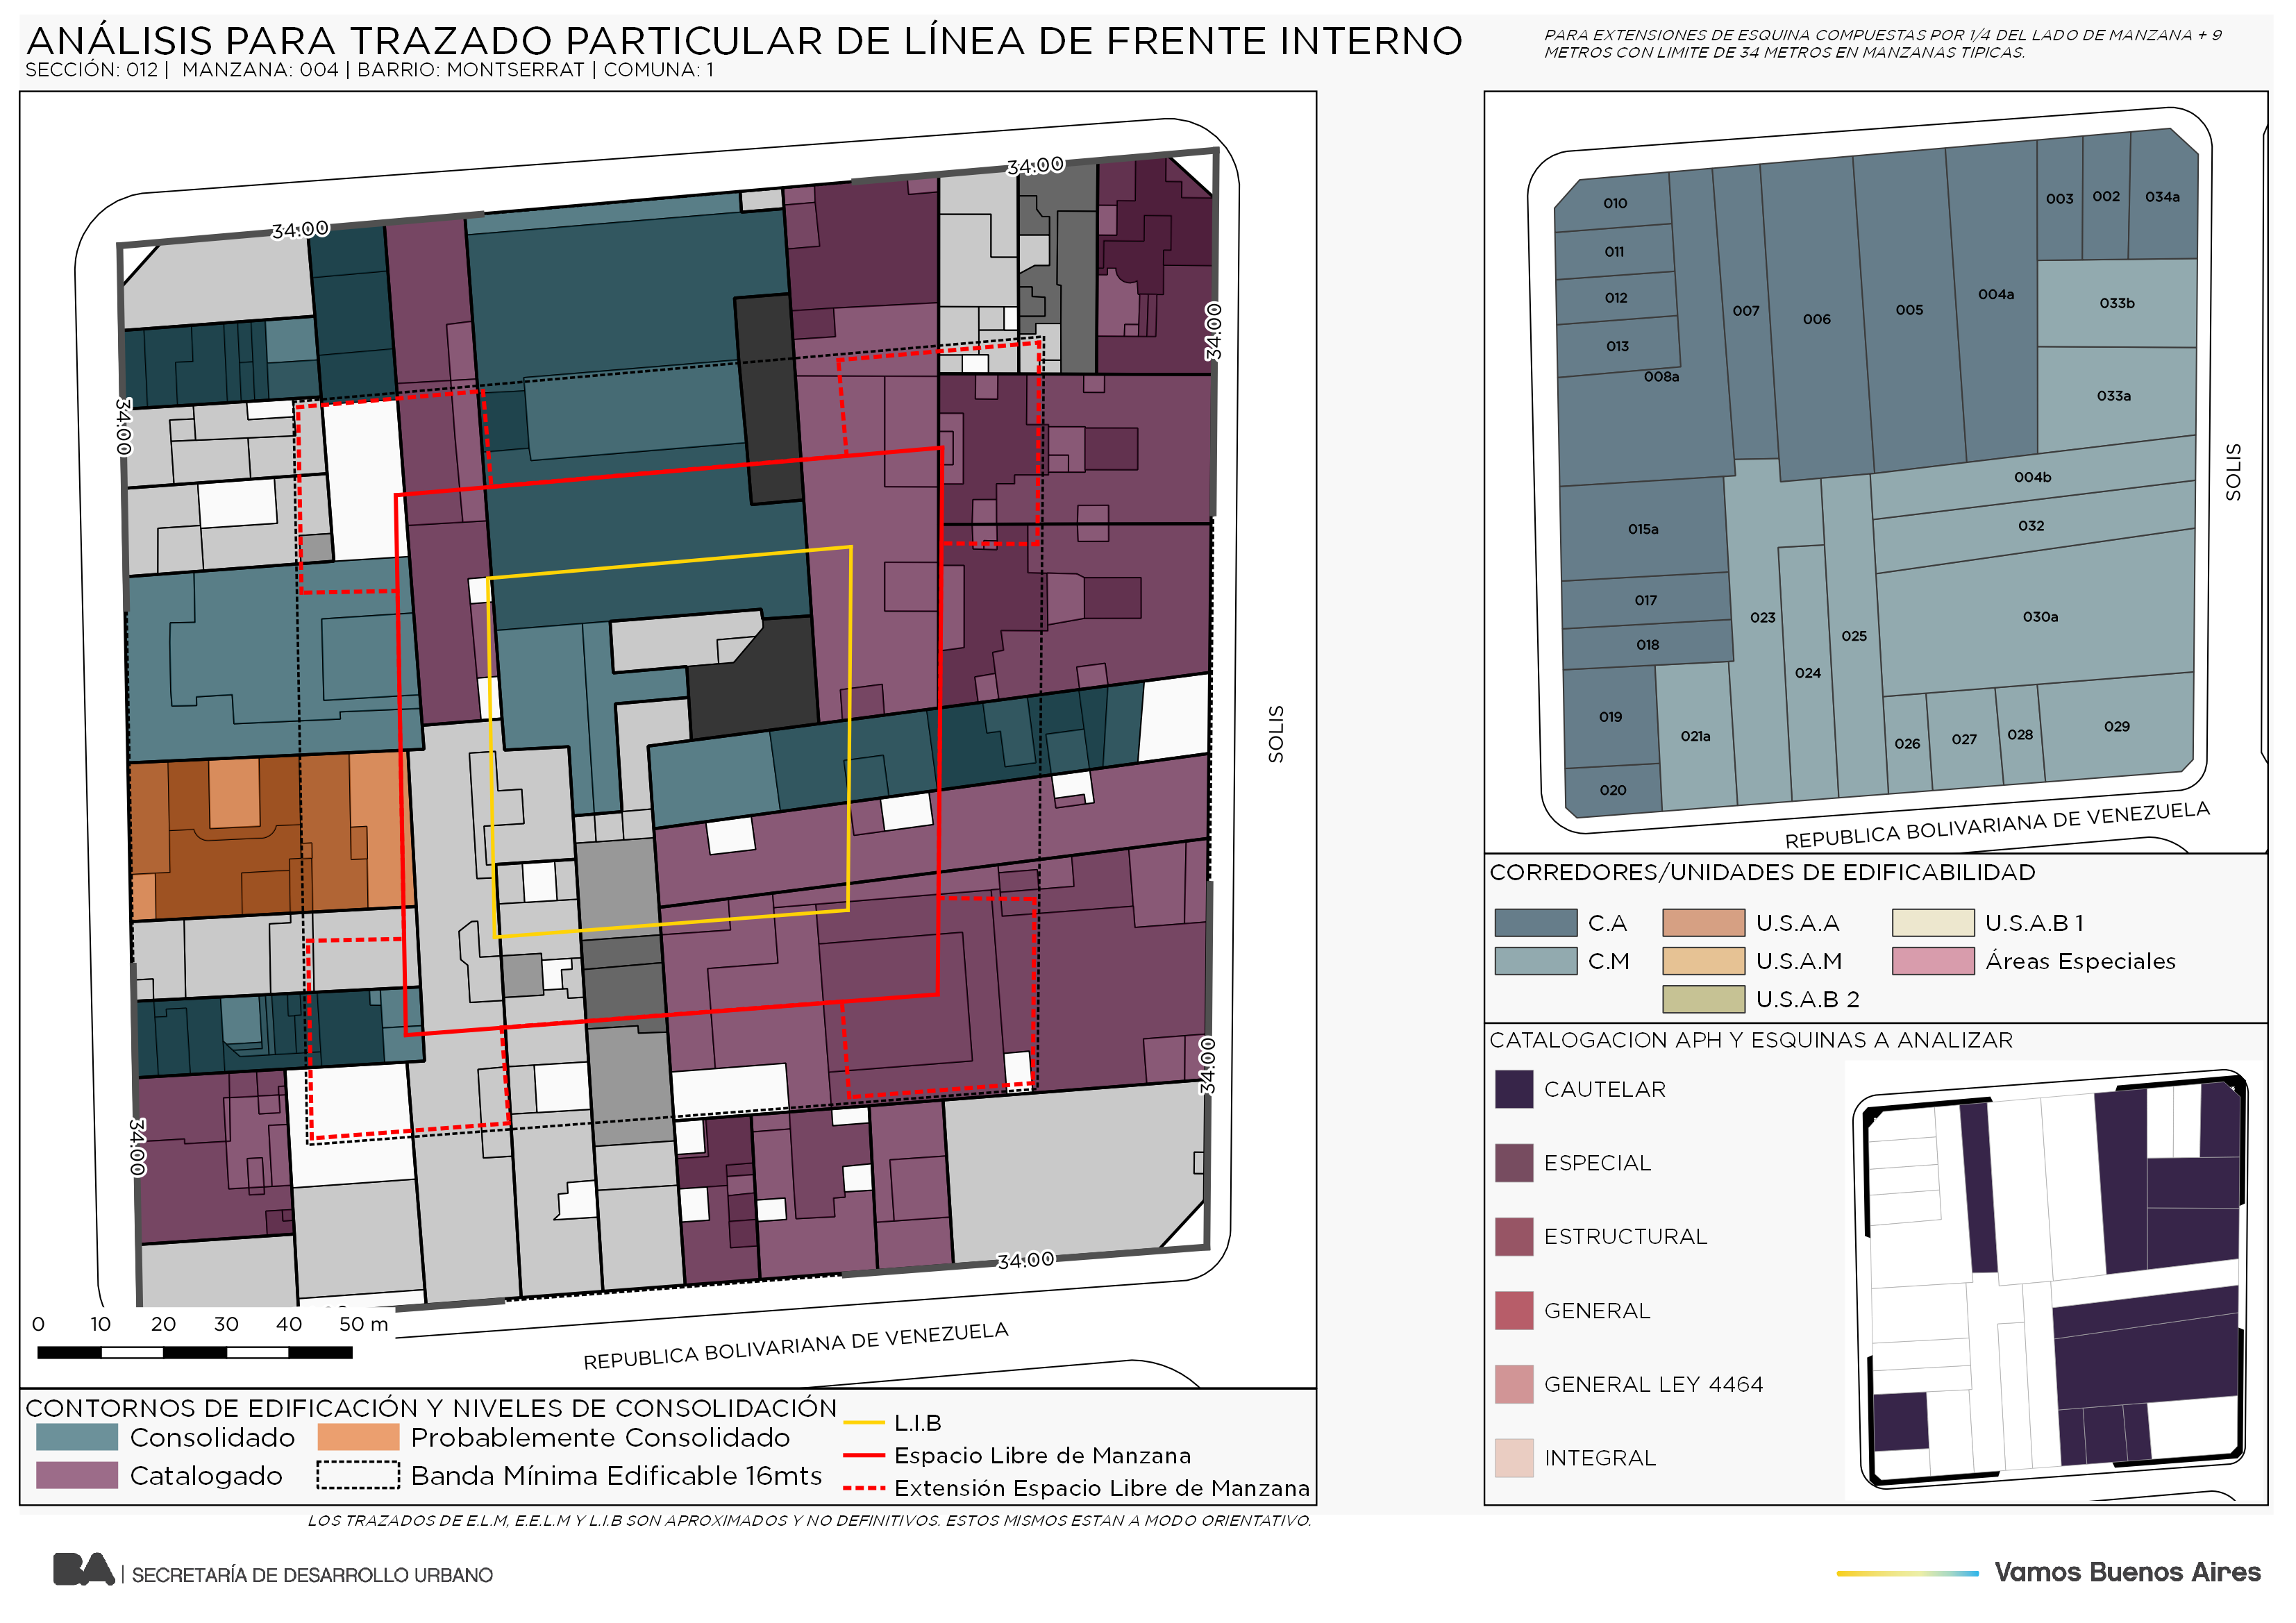 ANÁLISIS PARA TRAZADO PARTICULAR DE LÍNEA DE FRENTE INTERNO
SECCIÓN: 012 | MANZANA: 004 | BARRIO: MONTSERRAT | COMUNA: 1
PARA EXTENSIONES DE ESQUINA COMPUESTAS POR 1/4 DEL LADO DE MANZANA + 9
METROS CON LIMITE DE 34 METROS EN MANZANAS TIPICAS.
34.00
34.00
34.00
34.00
34.00
34.00
34.00
SOLIS
REPUBLICA BOLIVARIANA DE VENEZUELA
0 10 20 30 40 50 m
CONTORNOS DE EDIFICACIÓN Y NIVELES DE CONSOLIDACIÓN
Consolidado
Probablemente Consolidado
Catalogado
Banda Mínima Edificable 16mts
L.I.B
Espacio Libre de Manzana
Extensión Espacio Libre de Manzana
LOS TRAZADOS DE E.L.M, E.E.L.M Y L.I.B SON APROXIMADOS Y NO DEFINITIVOS. ESTOS MISMOS ESTAN A MODO ORIENTATIVO.
010
011
012
013
008a
007
006
005
004a
003
002
034a
033b
033a
004b
032
015a
017
018
023
024
025
030a
019
021a
020
026
027
028
029
SOLIS
REPUBLICA BOLIVARIANA DE VENEZUELA
CORREDORES/UNIDADES DE EDIFICABILIDAD
C.A
U.S.A.A
U.S.A.B 1
C.M
U.S.A.M
Áreas Especiales
U.S.A.B 2
CATALOGACION APH Y ESQUINAS A ANALIZAR
CAUTELAR
ESPECIAL
ESTRUCTURAL
GENERAL
GENERAL LEY 4464
INTEGRAL
BA | SECRETARÍA DE DESARROLLO URBANO
Vamos Buenos Aires